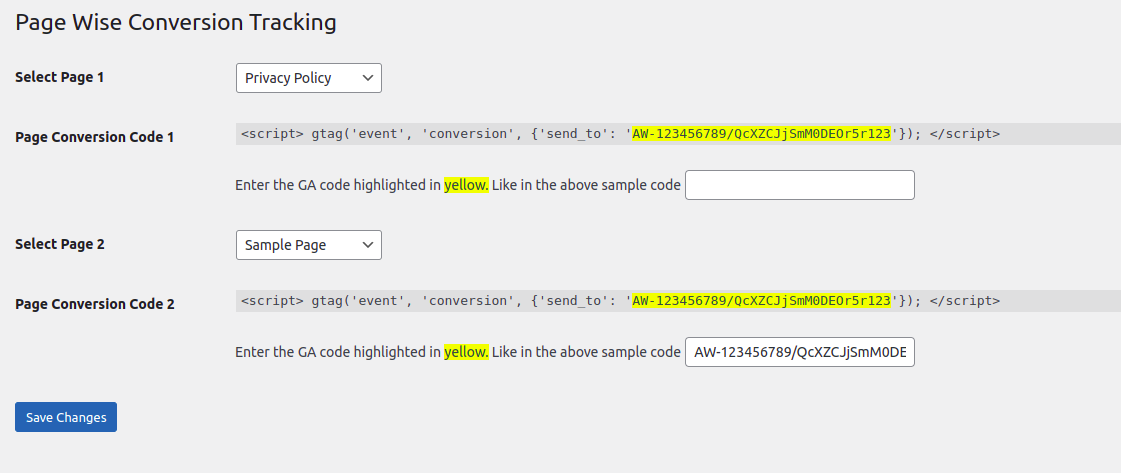 Page Wise Conversion Tracking
Select Page 1 Privacy Policy
Page Conversion Code 1 <script> gtag('event', 'conversion', {'send_to': 'AW-123456789/QcXZCJjSmM0DEOr5r123'}); </script>
Enter the GA code highlighted in yellow. Like in the above sample code
Select Page 2 Sample Page
Page Conversion Code 2 <script> gtag('event', 'conversion', {'send_to': 'AW-123456789/QcXZCJjSmM0DEOr5r123'}); </script>
Enter the GA code highlighted in yellow. Like in the above sample code AW-123456789/QcXZCJjSmM0DE
Save Changes